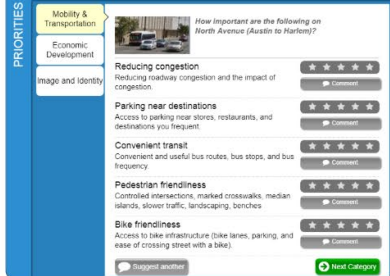 PRIORITIES
Mobility &
Transportation
Economic
Development
Image and Identity
How important are the following on
North Avenue (Austin to Harlem)?
Reducing congestion
Reducing roadway congestion and the impact of
congestion.
Comment
Parking near destinations
Access to parking near stores, restaurants, and
destinations you frequent.
Comment
Convenient transit
Convenient and useful bus routes, bus stops, and bus
frequency.
Comment
Pedestrian friendliness
Controlled intersections, marked crosswalks, median
islands, slower traffic, landscaping, benches
Comment
Bike friendliness
Access to bike infrastructure (bike lanes, parking, and
ease of crossing street with a bike).
Comment
Suggest another
Next Category